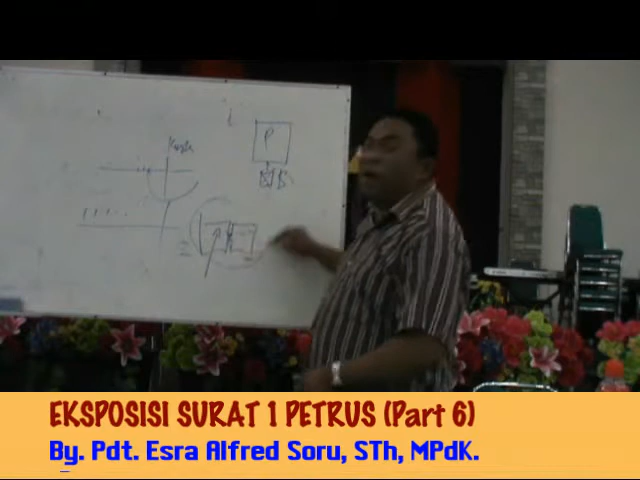 P
EKSPOSISI SURAT 1 PETRUS (Part 6)
By. Pdt. Esra Alfred Soru, STh, MPdK.